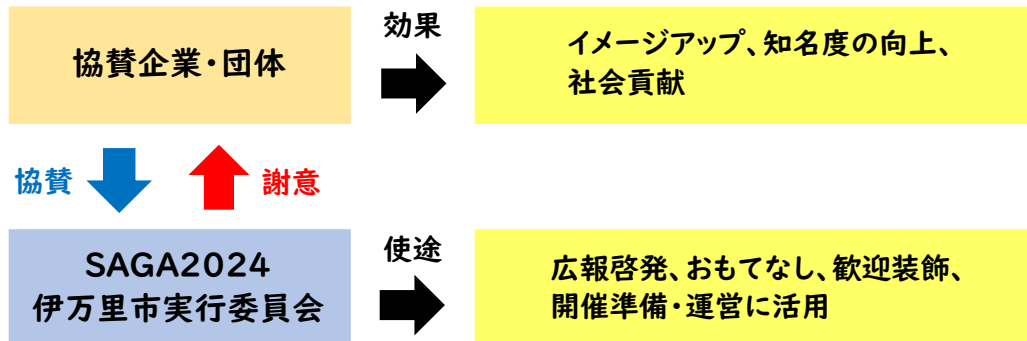 協賛企業・団体
効果
イメージアップ、知名度の向上、
社会貢献
協賛
謝意
SAGA2024
伊万里市実行委員会
使途
広報啓発、おもてなし、歓迎装飾、
開催準備・運営に活用